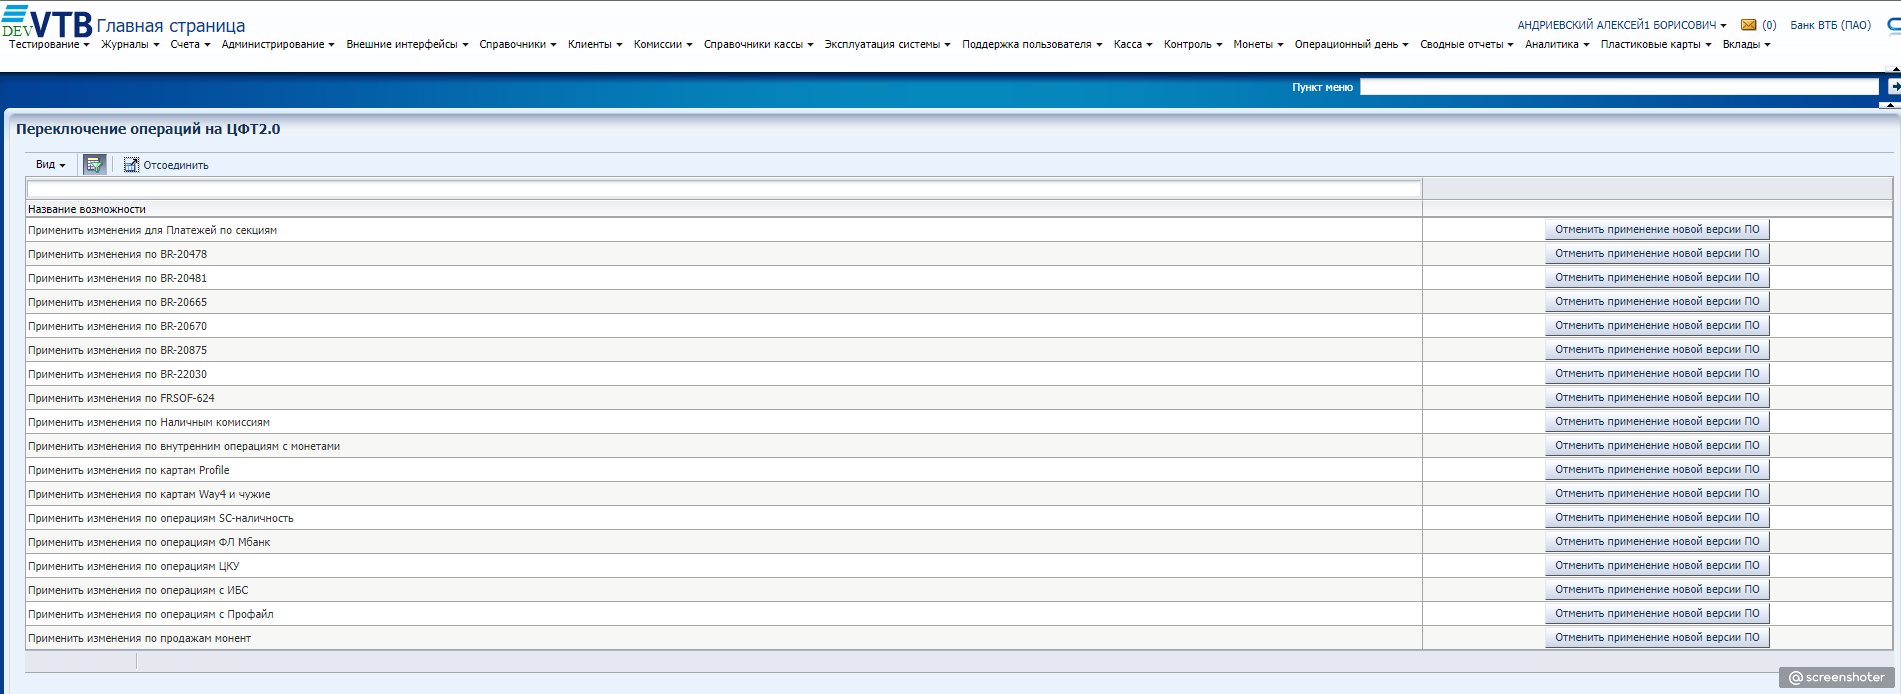 DEV VTB Главная страница
АНДРИЕВСКИЙ АЛЕКСЕЙ1 БОРИСОВИЧ (0) Банк ВТБ (ПАО)
Тестирование Журналы Счета Администрирование Внешние интерфейсы Справочники Клиенты Комиссии Справочники кассы Эксплуатация системы Поддержка пользователя Касса Контроль Монеты Операционный день Сводные отчеты Аналитика Пластиковые карты Вклады
Пункт меню
Переключение операций на ЦФТ2.0
Вид Отсоединить
Название возможности
Применить изменения для Платежей по секциям Отменить применение новой версии ПО
Применить изменения по BR-20478 Отменить применение новой версии ПО
Применить изменения по BR-20481 Отменить применение новой версии ПО
Применить изменения по BR-20665 Отменить применение новой версии ПО
Применить изменения по BR-20670 Отменить применение новой версии ПО
Применить изменения по BR-20875 Отменить применение новой версии ПО
Применить изменения по BR-22030 Отменить применение новой версии ПО
Применить изменения по FRSOF-624 Отменить применение новой версии ПО
Применить изменения по Наличным комиссиям Отменить применение новой версии ПО
Применить изменения по внутренним операциям с монетами Отменить применение новой версии ПО
Применить изменения по картам Profile Отменить применение новой версии ПО
Применить изменения по картам Way4 и чужие Отменить применение новой версии ПО
Применить изменения по операциям SC-наличность Отменить применение новой версии ПО
Применить изменения по операциям ФЛ Мбанк Отменить применение новой версии ПО
Применить изменения по операциям ЦКУ Отменить применение новой версии ПО
Применить изменения по операциям с ИБС Отменить применение новой версии ПО
Применить изменения по операциям с Профайл Отменить применение новой версии ПО
Применить изменения по продажам монент Отменить применение новой версии ПО
@screenshoter